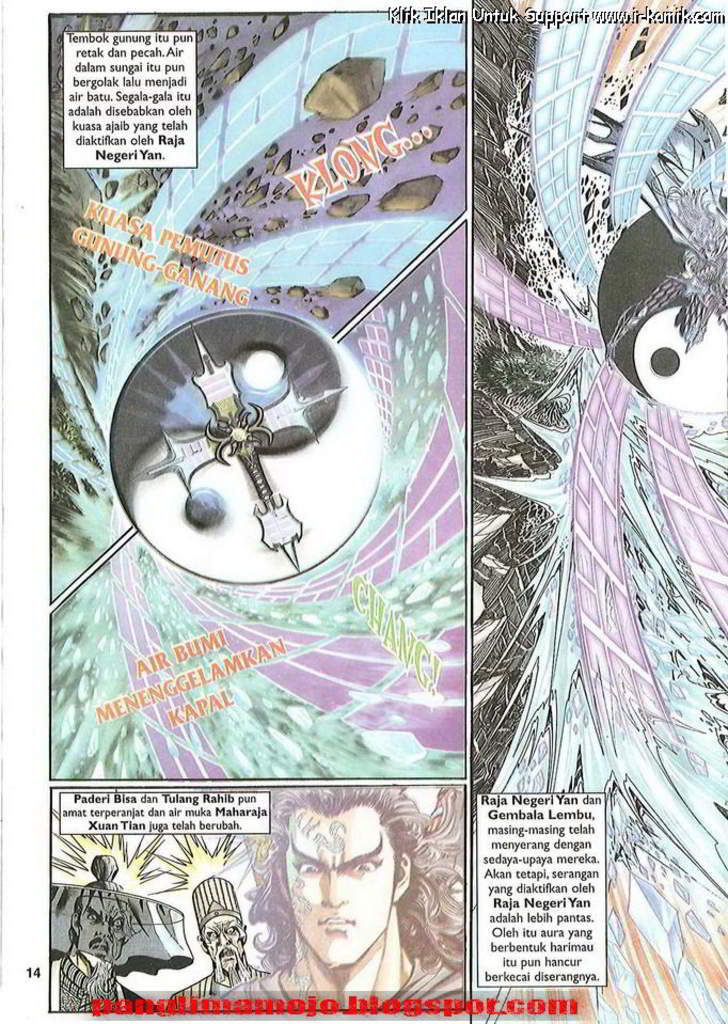 Klik Iklan Untuk Support www.i-komik.com
Tembok gunung itu pun
retak dan pecah. Air
dalam sungai itu pun
bergolak lalu menjadi
air batu. Segala-gala itu
adalah disebabkan oleh
kuasa ajaib yang telah
diaktifkan oleh Raja
Negeri Yan.
KLONG...
KUASA PEMUTUS
GUNUNG-GANANG
CHANG!
AIR BUMI
MENENGGELAMKAN
KAPAL
Paderi Bisa dan Tulang Rahib pun
amat terperanjat dan air muka Maharaja
Xuan Tian juga telah berubah.
Raja Negeri Yan dan
Gembala Lembu,
masing-masing telah
menyerang dengan
sedaya-upaya mereka.
Akan tetapi, serangan
yang diaktifkan oleh
Raja Negeri Yan
adalah lebih pantas.
Oleh itu aura yang
berbentuk harimau
itu pun hancur
berkecai diserangnya.
14
panglimamojo.blogspot.com